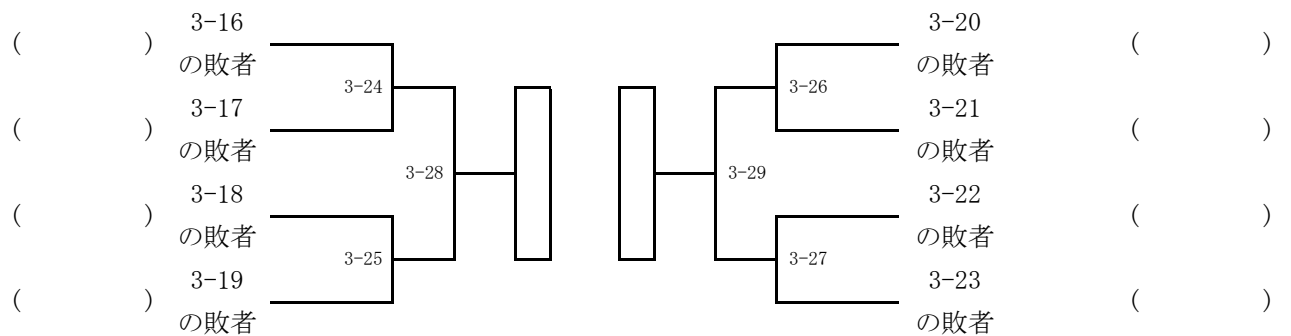 ( ) 3-16 の敗者
3-24
( ) 3-17 の敗者
3-28
( ) 3-18 の敗者
3-25
( ) 3-19 の敗者
3-20 の敗者 ( )
3-26
3-21 の敗者 ( )
3-29
3-22 の敗者 ( )
3-27
3-23 の敗者 ( )